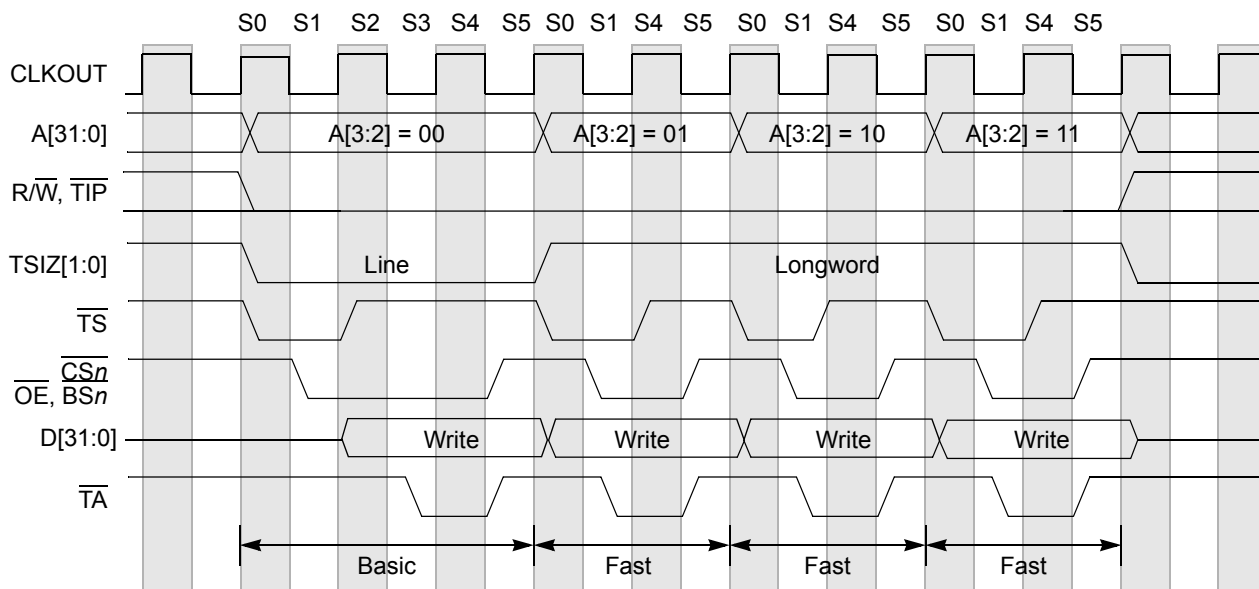 S0 S1 S2 S3 S4 S5 S0 S1 S4 S5 S0 S1 S4 S5 S0 S1 S4 S5
CLKOUT
A[31:0] A[3:2] = 00 A[3:2] = 01 A[3:2] = 10 A[3:2] = 11
R/W, TIP
TSIZ[1:0] Line Longword
TS
CSn
OE, BSn
D[31:0] Write Write Write Write
TA
Basic Fast Fast Fast